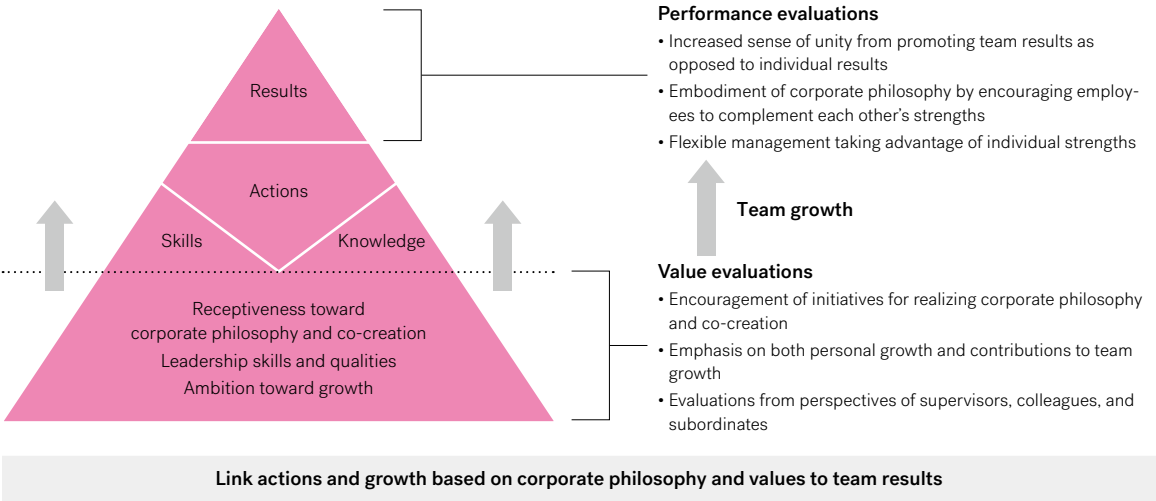 Results
Actions
Skills
Knowledge
Receptiveness toward
corporate philosophy and co-creation
Leadership skills and qualities
Ambition toward growth
Performance evaluations
• Increased sense of unity from promoting team results as
opposed to individual results
• Embodiment of corporate philosophy by encouraging employ-
ees to complement each other’s strengths
• Flexible management taking advantage of individual strengths
Team growth
Value evaluations
• Encouragement of initiatives for realizing corporate philosophy
and co-creation
• Emphasis on both personal growth and contributions to team
growth
• Evaluations from perspectives of supervisors, colleagues, and
subordinates
Link actions and growth based on corporate philosophy and values to team results